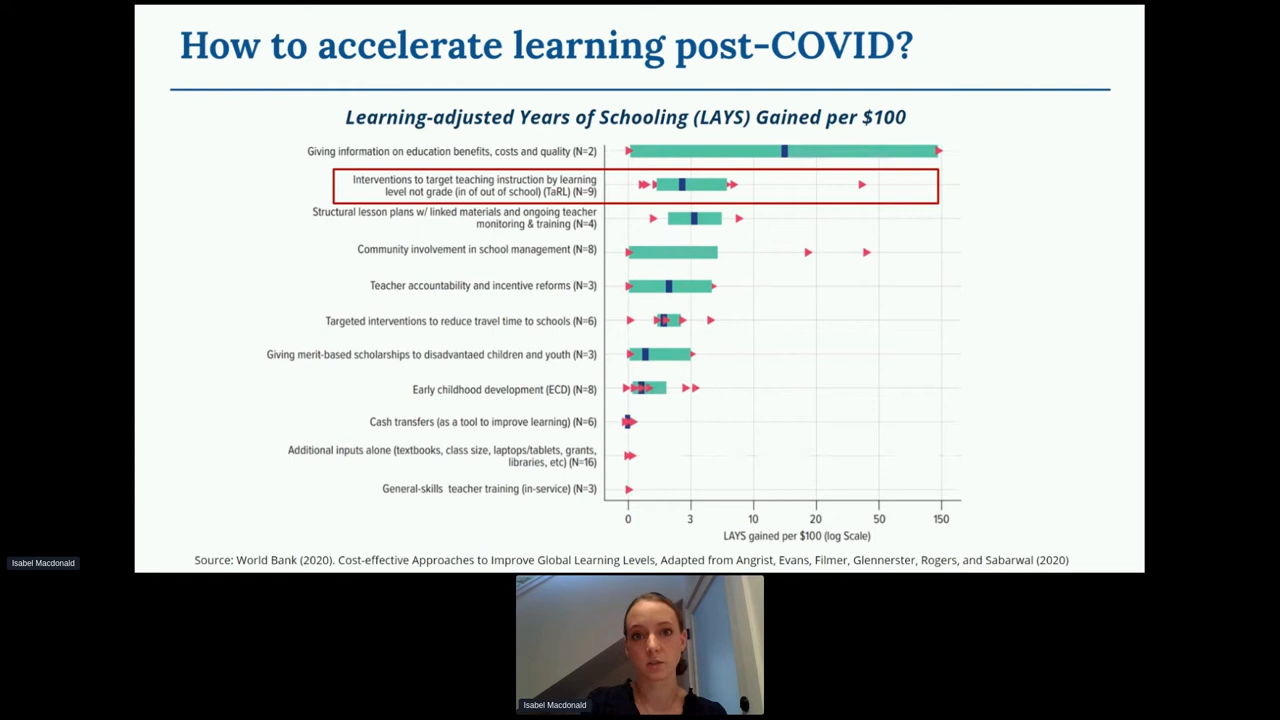 How to accelerate learning post-COVID?
Learning-adjusted Years of Schooling (LAYS) Gained per $100
Giving information on education benefits, costs and quality (N=2)
Interventions to target teaching instruction by learning
level not grade (in of out of school) (TaRL) (N=9)
Structural lesson plans w/ linked materials and ongoing teacher
monitoring & training (N=4)
Community involvement in school management (N=8)
Teacher accountability and incentive reforms (N=3)
Targeted interventions to reduce travel time to schools (N=6)
Giving merit-based scholarships to disadvantaed children and youth (N=3)
Early childhood development (ECD) (N=8)
Cash transfers (as a tool to improve learning) (N=6)
Additional inputs alone (textbooks, class size, laptops/tablets, grants,
libraries, etc) (N=16)
General-skills teacher training (in-service) (N=3)
0 3 10 20 50 150
LAYS gained per $100 (log Scale)
Source: World Bank (2020). Cost-effective Approaches to Improve Global Learning Levels, Adapted from Angrist, Evans, Filmer, Glennerster, Rogers, and Sabarwal (2020)
Isabel Macdonald
Isabel Macdonald